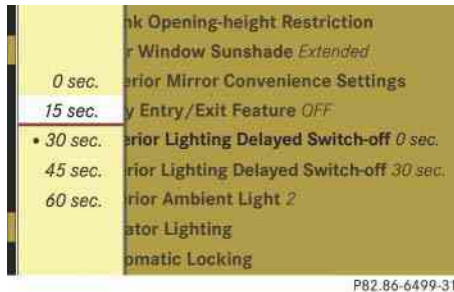 nk Opening-height Restriction
r Window Sunshade Extended
0 sec. erior Mirror Convenience Settings
15 sec. y Entry/Exit Feature OFF
• 30 sec. erior Lighting Delayed Switch-off 0 sec.
45 sec. rior Lighting Delayed Switch-off 30 sec.
60 sec. rior Ambient Light 2
ator Lighting
omatic Locking
P82.86-6499-31